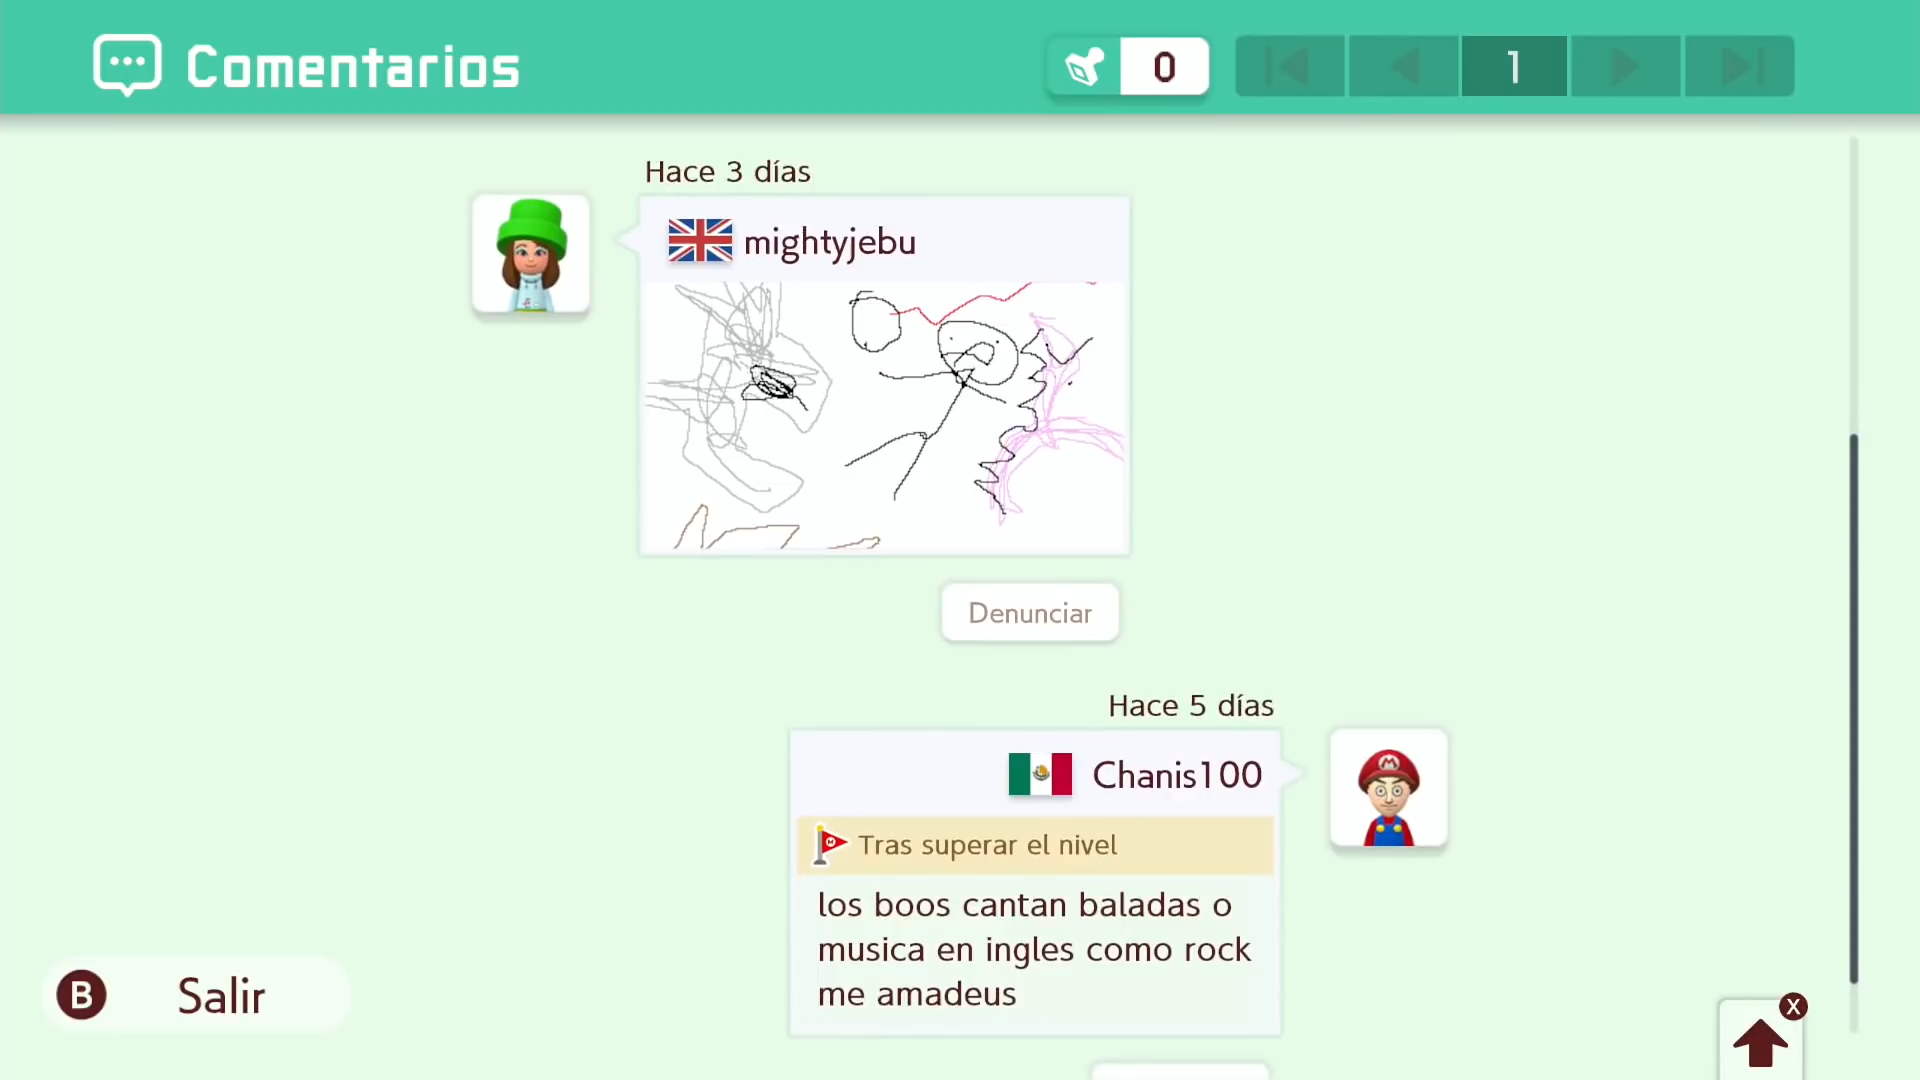 Comentarios
0
1
Hace 3 días
mightyjebu
Denunciar
Hace 5 días
Chanis100
M
Tras superar el nivel
los boos cantan baladas o
musica en ingles como rock
me amadeus
B Salir
X